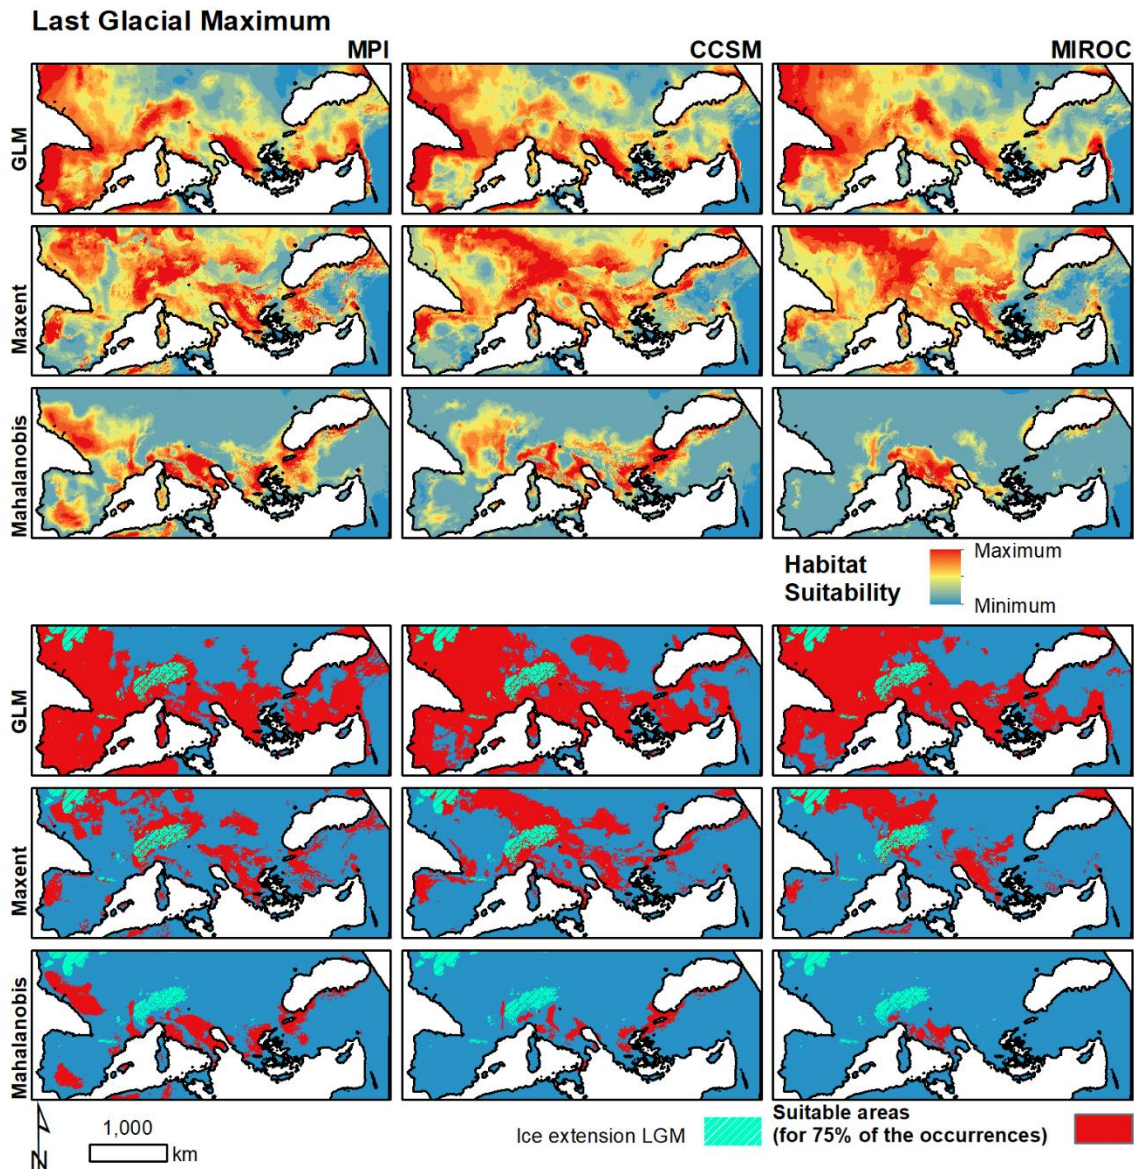 Last Glacial Maximum
MPI
CCSM
MIROC
GLM
Maxent
Mahalanobis
Habitat
Suitability
Maximum
Minimum
GLM
Maxent
Mahalanobis
N
1,000
km
Ice extension LGM
Suitable areas
(for 75% of the occurrences)